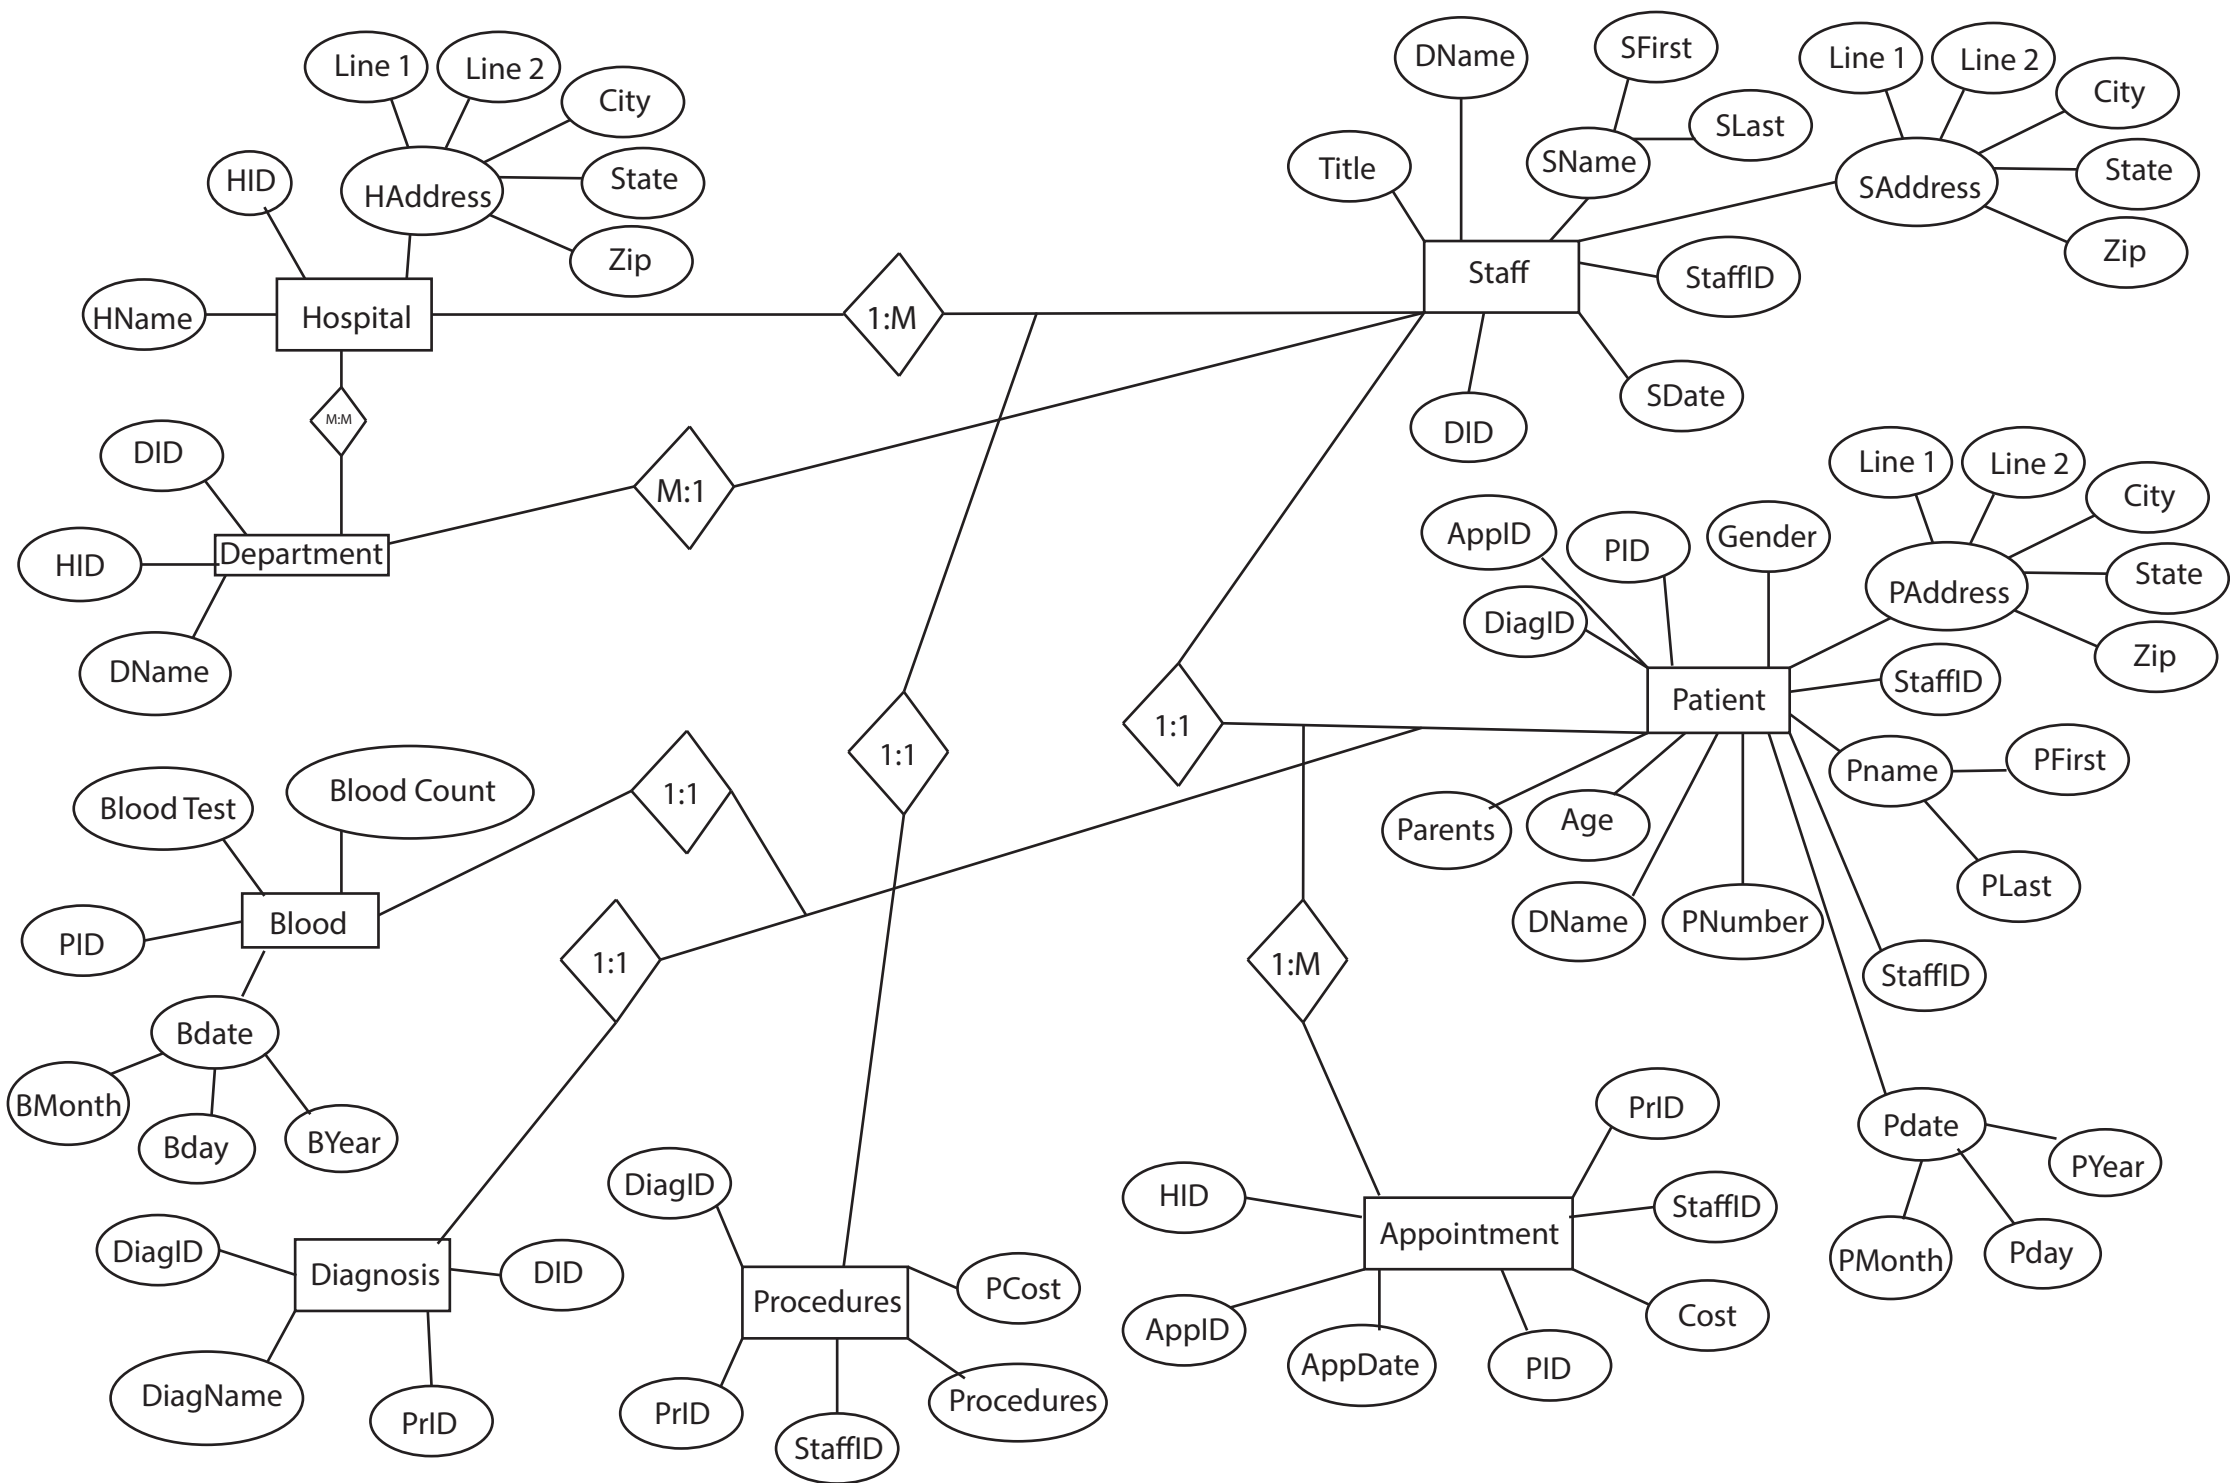 Line 1
Line 2
City
HID
HAddress
State
Zip
HName
Hospital
1:M
DName
SFirst
SLast
Title
SName
Line 1
Line 2
City
SAddress
State
Zip
Staff
StaffID
SDate
DID
M:M
DID
HID
Department
DName
M:1
Line 1
Line 2
City
AppID
PID
Gender
DiagID
PAddress
State
Zip
StaffID
Patient
1:1
1:1
Pname
PFirst
PLast
Parents
Age
DName
PNumber
StaffID
Blood Test
Blood Count
1:1
PID
Blood
1:1
1:M
Bdate
BMonth
Bday
BYear
Pdate
PYear
PMonth
Pday
DiagID
Diagnosis
DID
DiagName
PrID
DiagID
Procedures
PCost
PrID
StaffID
Procedures
PrID
HID
StaffID
Appointment
AppID
AppDate
PID
Cost